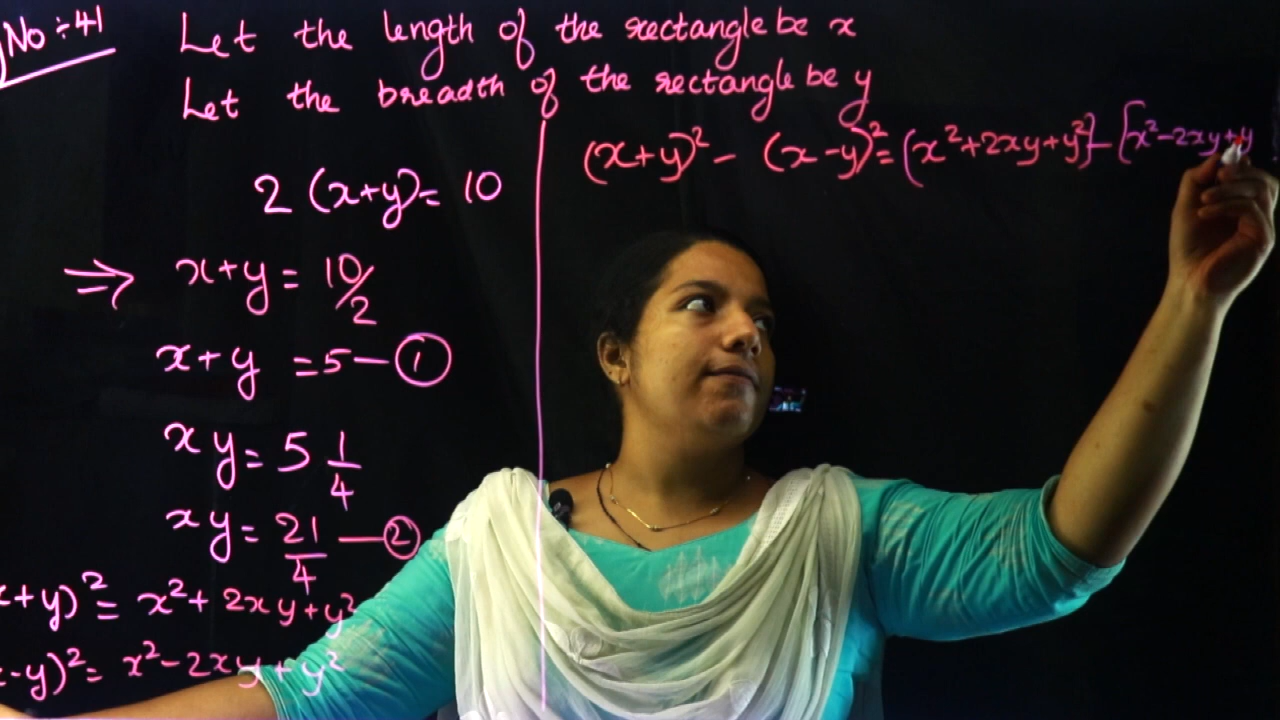 No ÷ 41
Let the length of the rectangle be x
Let the breadth of the rectangle be y
2 (x+y) = 10
⇒ x+y = 10/2
x+y = 5 — ①
xy = 5 1/4
xy = 21/4 — ②
x+y)² = x² + 2xy + y²
x-y)² = x² - 2xy + y²
(x+y)² - (x-y)² = (x²+2xy+y²) - [x²-2xy+y